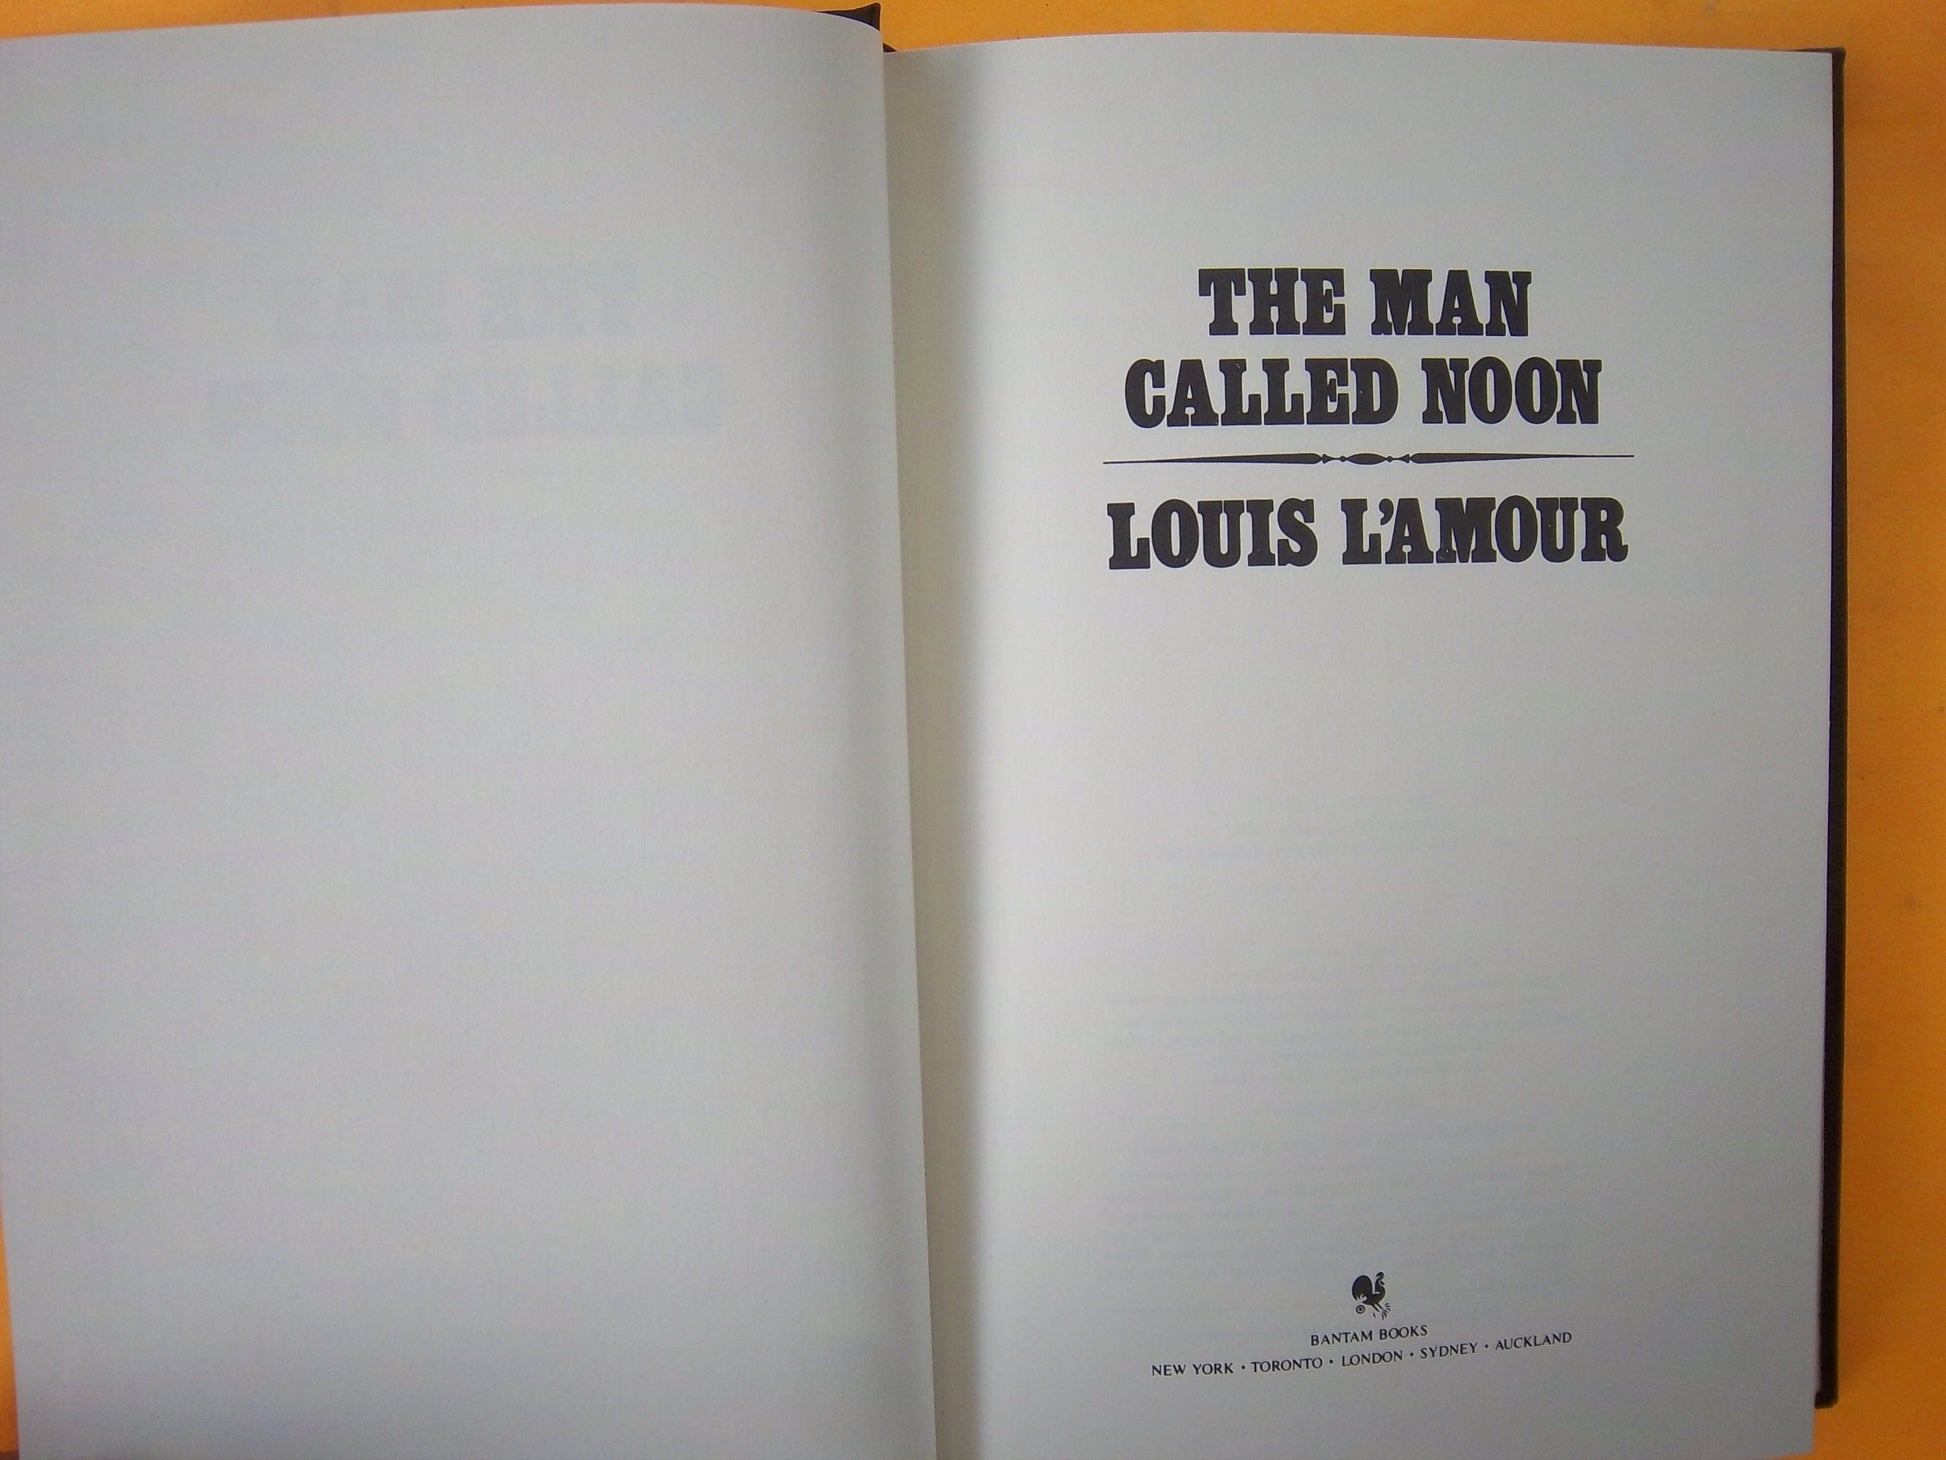 THE MAN
CALLED NOON
LOUIS L'AMOUR
BANTAM BOOKS
NEW YORK • TORONTO • LONDON • SYDNEY • AUCKLAND